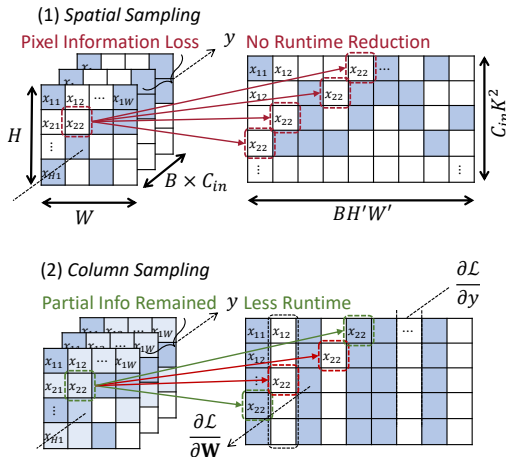 (1) Spatial Sampling
Pixel Information Loss
y
No Runtime Reduction
x₁₁ x₁₂ ⋯ x₁W
x₂₁ x₂₂
⋮
xH₁
H
W
B × Cᵢₙ
x₁₁ x₁₂ x₂₂ ⋯
x₁₂ x₂₂
x₂₂
x₂₂
⋮ ⋮
CᵢₙK²
BH'W'
(2) Column Sampling
Partial Info Remained
y
Less Runtime
∂ℒ
∂y
x₁₁ x₁₂ ⋯ x₁W
x₂₁ x₂₂
⋮
xH₁
x₁₁ x₁₂ x₂₂ ⋯
x₁₂ x₂₂
⋮ x₂₂
x₂₂
∂ℒ
∂𝐖